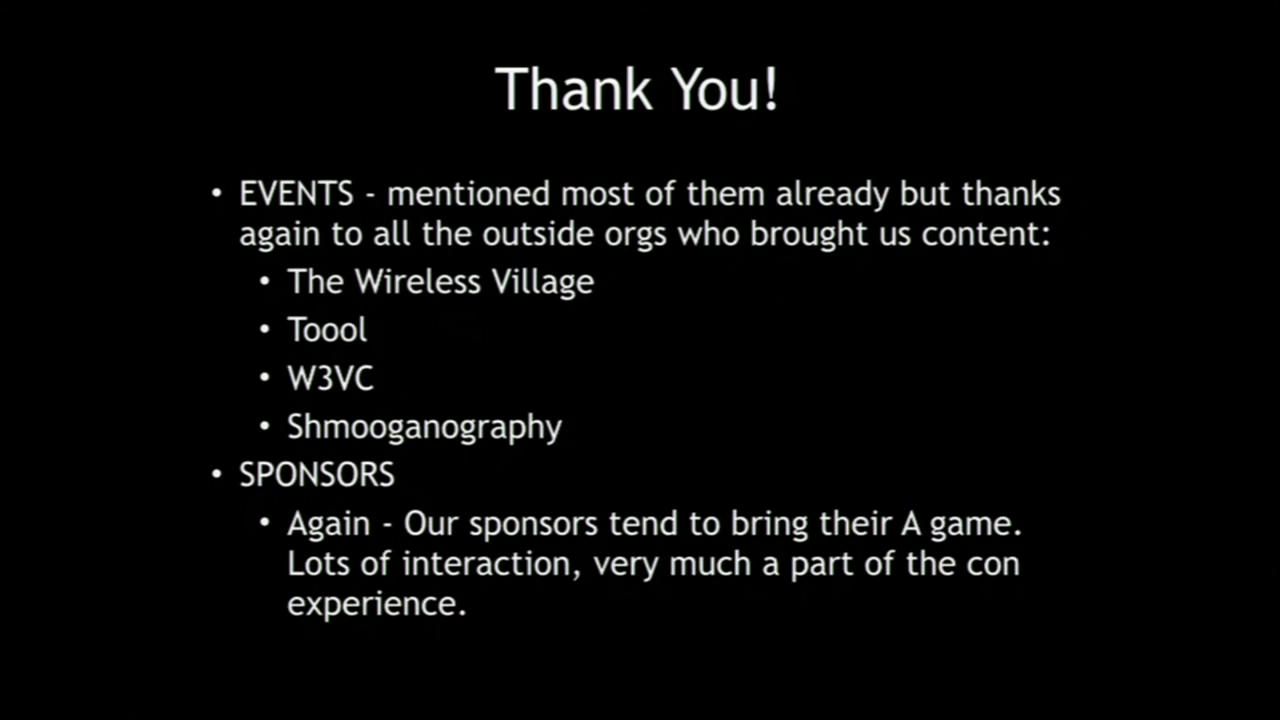 Thank You!
• EVENTS - mentioned most of them already but thanks
again to all the outside orgs who brought us content:
• The Wireless Village
• Toool
• W3VC
• Shmooganography
• SPONSORS
• Again - Our sponsors tend to bring their A game.
Lots of interaction, very much a part of the con
experience.